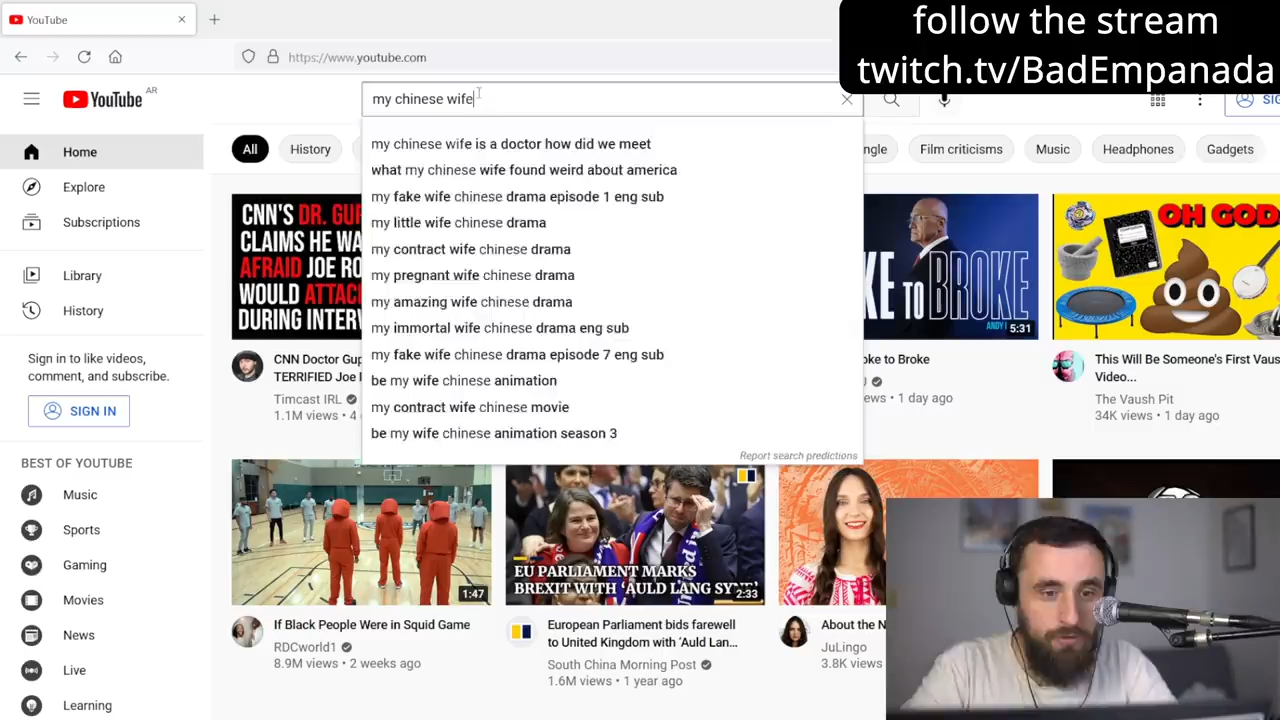 YouTube
follow the stream
twitch.tv/BadEmpanada
https://www.youtube.com
YouTube AR
my chinese wife
All
History
Film criticisms
Music
Headphones
Gadgets
my chinese wife is a doctor how did we meet
what my chinese wife found weird about america
my fake wife chinese drama episode 1 eng sub
my little wife chinese drama
my contract wife chinese drama
my pregnant wife chinese drama
my amazing wife chinese drama
my immortal wife chinese drama eng sub
my fake wife chinese drama episode 7 eng sub
be my wife chinese animation
my contract wife chinese movie
be my wife chinese animation season 3
Report search predictions
Home
Explore
Subscriptions
Library
History
Sign in to like videos,
comment, and subscribe.
SIGN IN
BEST OF YOUTUBE
Music
Sports
Gaming
Movies
News
Live
Learning
CNN'S DR.
CLAIMS HE
AFRAID JOE
WOULD
DURING
CNN Doctor
TERRIFIED Joe
Timcast IRL
1.1M views • 4
TO BROKE
ANDY
5:31
to Broke
1 day ago
OH GOD
This Will Be Someone's First Vaus
Video...
The Vaush Pit
34K views • 1 day ago
1:47
If Black People Were in Squid Game
RDCworld1
8.9M views • 2 weeks ago
EU PARLIAMENT MARKS
BREXIT WITH 'AULD LANG SYNE'
2:33
European Parliament bids farewell
to United Kingdom with 'Auld Lan...
South China Morning Post
1.6M views • 1 year ago
About the N
JuLingo
3.8K views